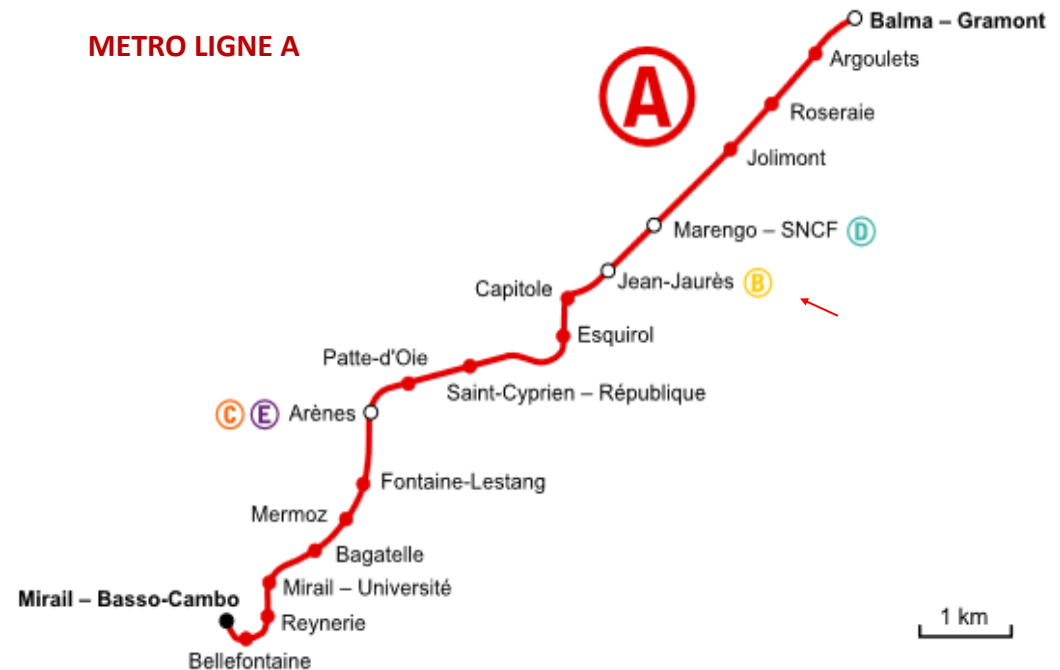 METRO LIGNE A
Balma – Gramont
Argoulets
A
Roseraie
Jolimont
Marengo – SNCF D
Jean-Jaurès B
Capitole
Esquirol
Patte-d'Oie
Saint-Cyprien – République
C E Arènes
Fontaine-Lestang
Mermoz
Bagatelle
Mirail – Université
Mirail – Basso-Cambo
Reynerie
Bellefontaine
1 km